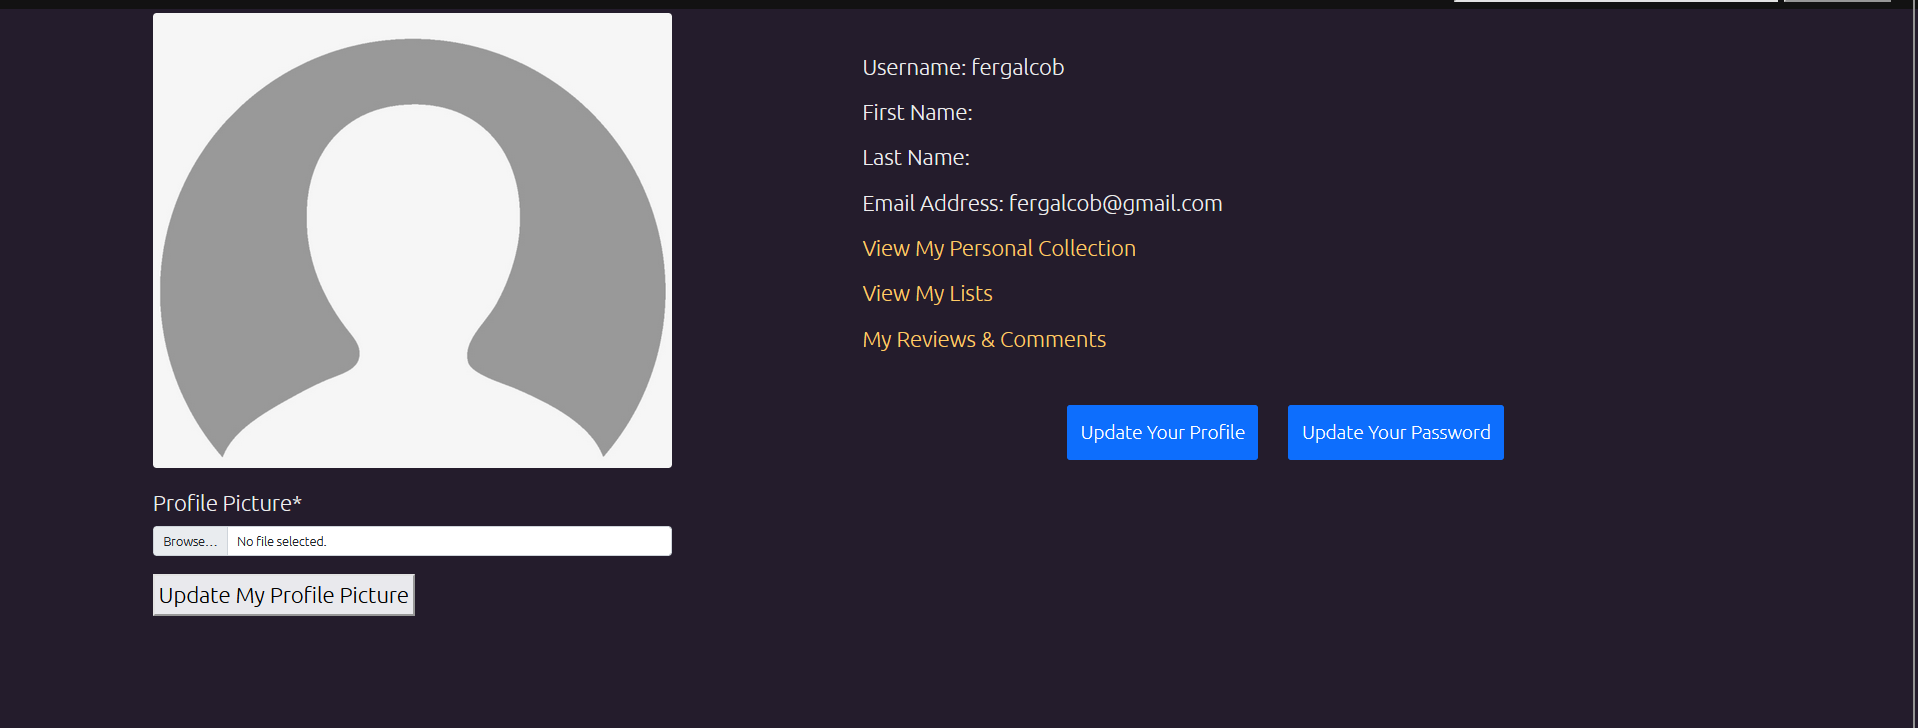 Username: fergalcob
First Name:
Last Name:
Email Address: fergalcob@gmail.com
View My Personal Collection
View My Lists
My Reviews & Comments
Update Your Profile
Update Your Password
Profile Picture*
Browse...
No file selected.
Update My Profile Picture